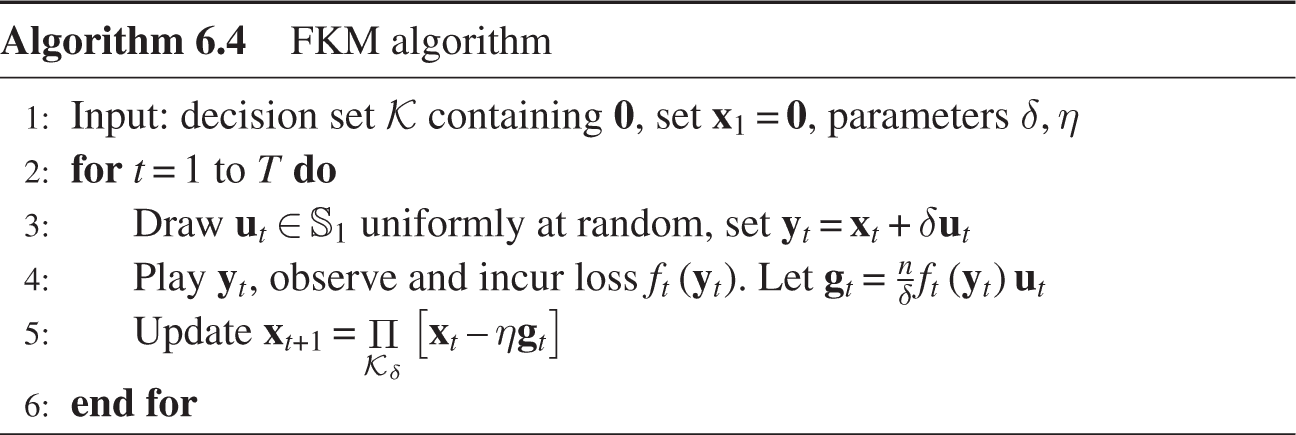 Algorithm 6.4 FKM algorithm
1: Input: decision set 𝒦 containing 0, set x₁ = 0, parameters δ, η
2: for t = 1 to T do
3: Draw uₜ ∈ 𝕊₁ uniformly at random, set yₜ = xₜ + δuₜ
4: Play yₜ, observe and incur loss fₜ (yₜ). Let gₜ = n/δ fₜ (yₜ) uₜ
5: Update xₜ₊₁ = Π_{𝒦_δ} [xₜ − ηgₜ]
6: end for